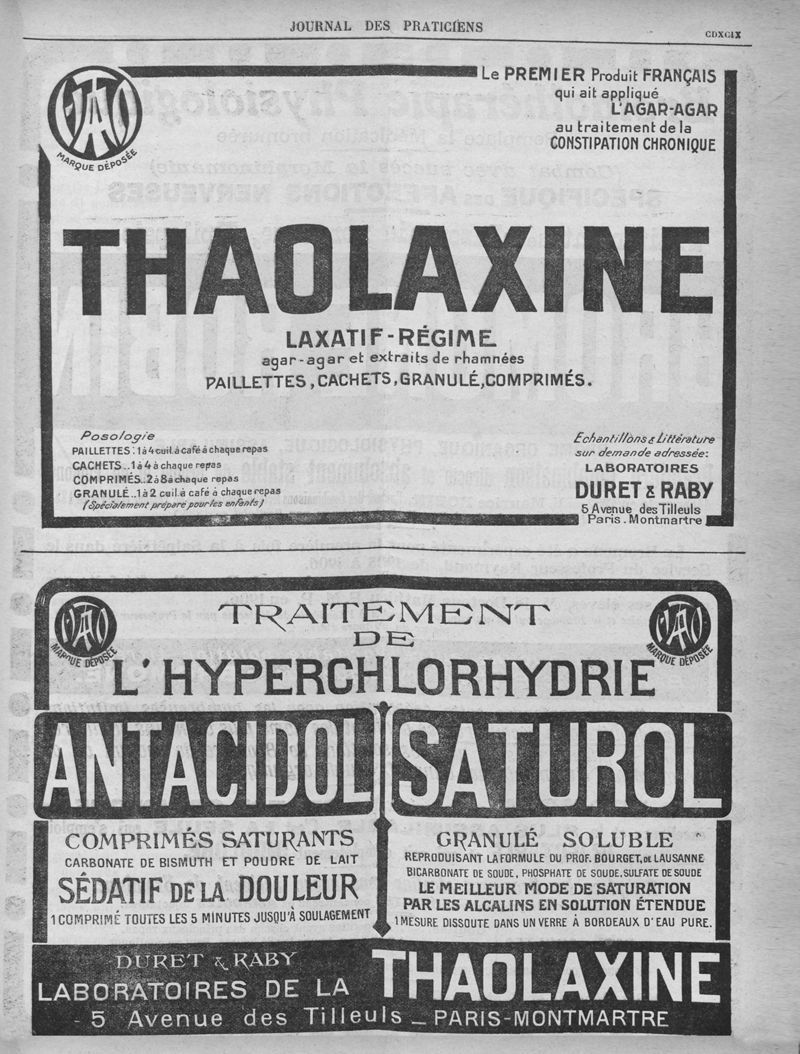 JOURNAL DES PRATICIENS
CDXCIX
Le PREMIER Produit FRANÇAIS
qui ait appliqué
L'AGAR-AGAR
au traitement de la
CONSTIPATION CHRONIQUE
MARQUE DÉPOSÉE
THAOLAXINE
LAXATIF-RÉGIME
agar-agar et extraits de rhamnées
PAILLETTES, CACHETS, GRANULÉ, COMPRIMÉS.
Posologie
PAILLETTES: 1 à 4 cuil. à café à chaque repas
CACHETS..1 à 4 à chaque repas
COMPRIMÉS..2 à 8 à chaque repas
GRANULÉ..1 à 2 cuil. à café à chaque repas
(Spécialement préparé pour les enfants)
Echantillons & Littérature
sur demande adressée:
LABORATOIRES
DURET & RABY
5 Avenue des Tilleuls
Paris.Montmartre
MARQUE DÉPOSÉE
MARQUE DÉPOSÉE
TRAITEMENT
DE
L'HYPERCHLORHYDRIE
ANTACIDOL
COMPRIMÉS SATURANTS
CARBONATE DE BISMUTH ET POUDRE DE LAIT
SÉDATIF DE LA DOULEUR
1 COMPRIMÉ TOUTES LES 5 MINUTES JUSQU'À SOULAGEMENT
SATUROL
GRANULÉ SOLUBLE
REPRODUISANT LA FORMULE DU PROF. BOURGET, DE LAUSANNE
BICARBONATE DE SOUDE, PHOSPHATE DE SOUDE, SULFATE DE SOUDE
LE MEILLEUR MODE DE SATURATION
PAR LES ALCALINS EN SOLUTION ÉTENDUE
1 MESURE DISSOUTE DANS UN VERRE À BORDEAUX D'EAU PURE.
DURET & RABY
LABORATOIRES DE LA THAOLAXINE
5 Avenue des Tilleuls _ PARIS-MONTMARTRE